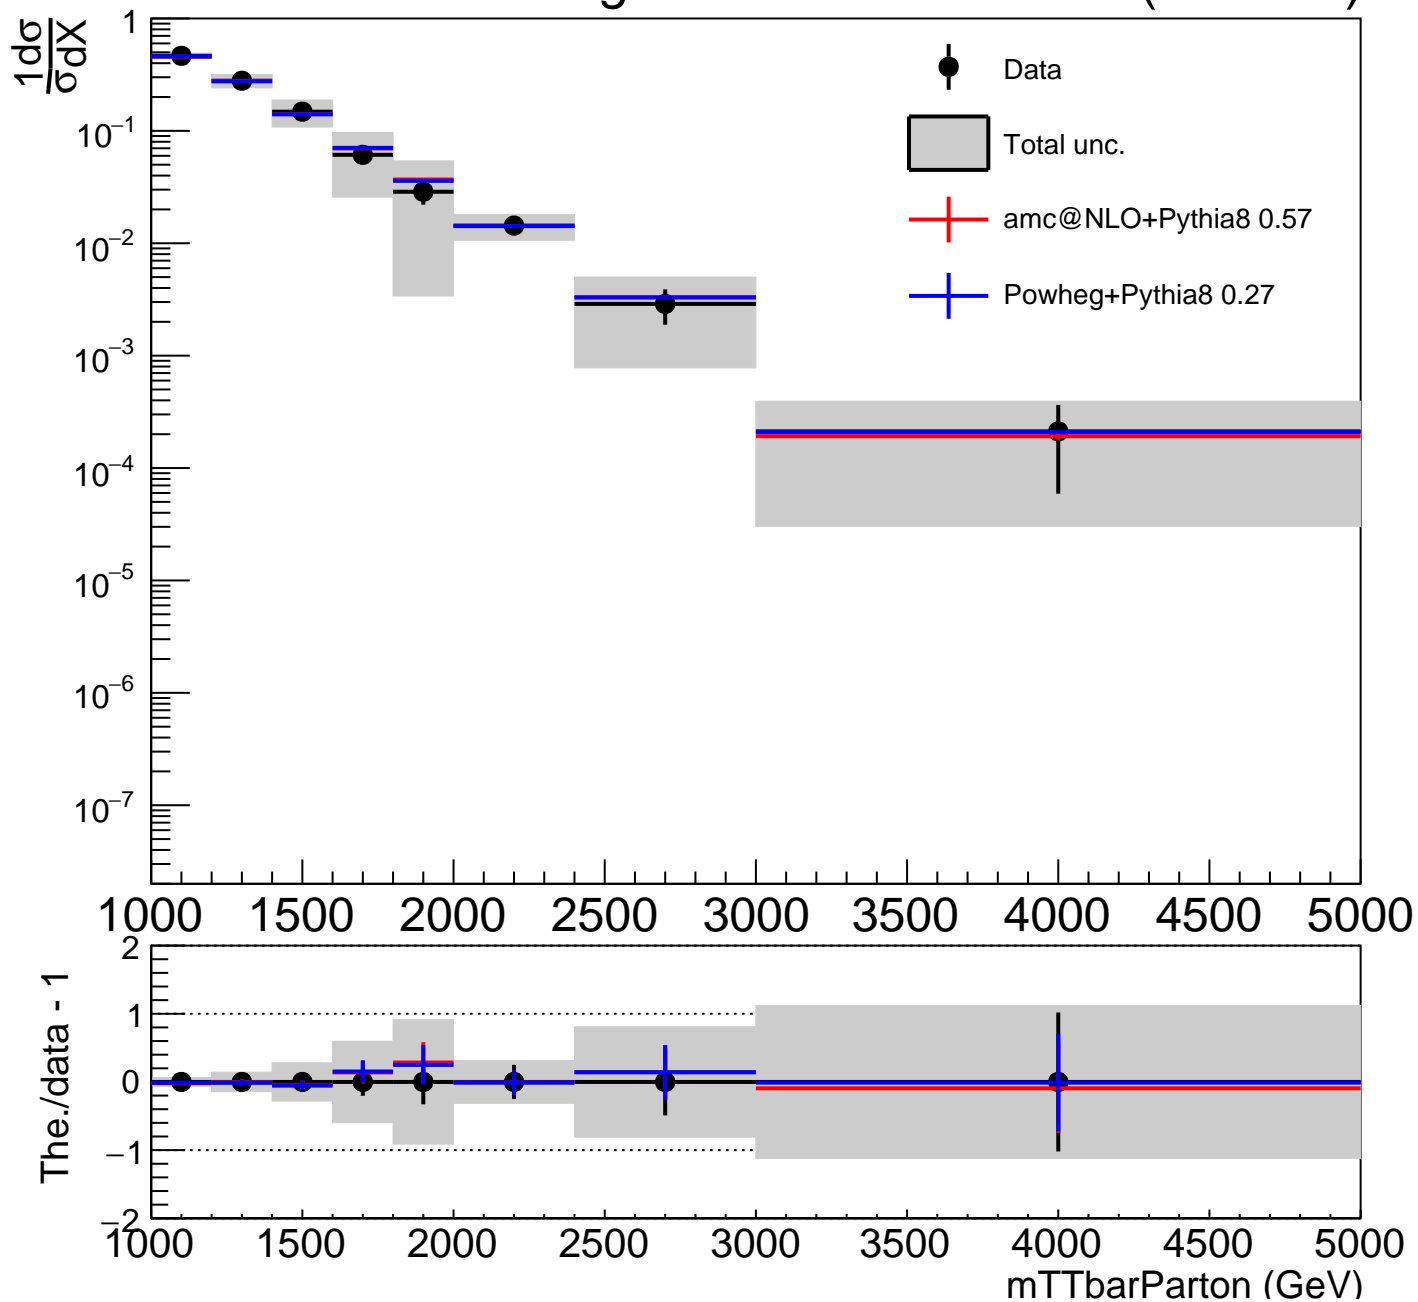 1dσ
σdX
1
10−1
10−2
10−3
10−4
10−5
10−6
10−7
Data
Total unc.
amc@NLO+Pythia8 0.57
Powheg+Pythia8 0.27
1000 1500 2000 2500 3000 3500 4000 4500 5000
The./data - 1
2
1
0
−1
−2
1000 1500 2000 2500 3000 3500 4000 4500 5000
mTTbarParton (GeV)